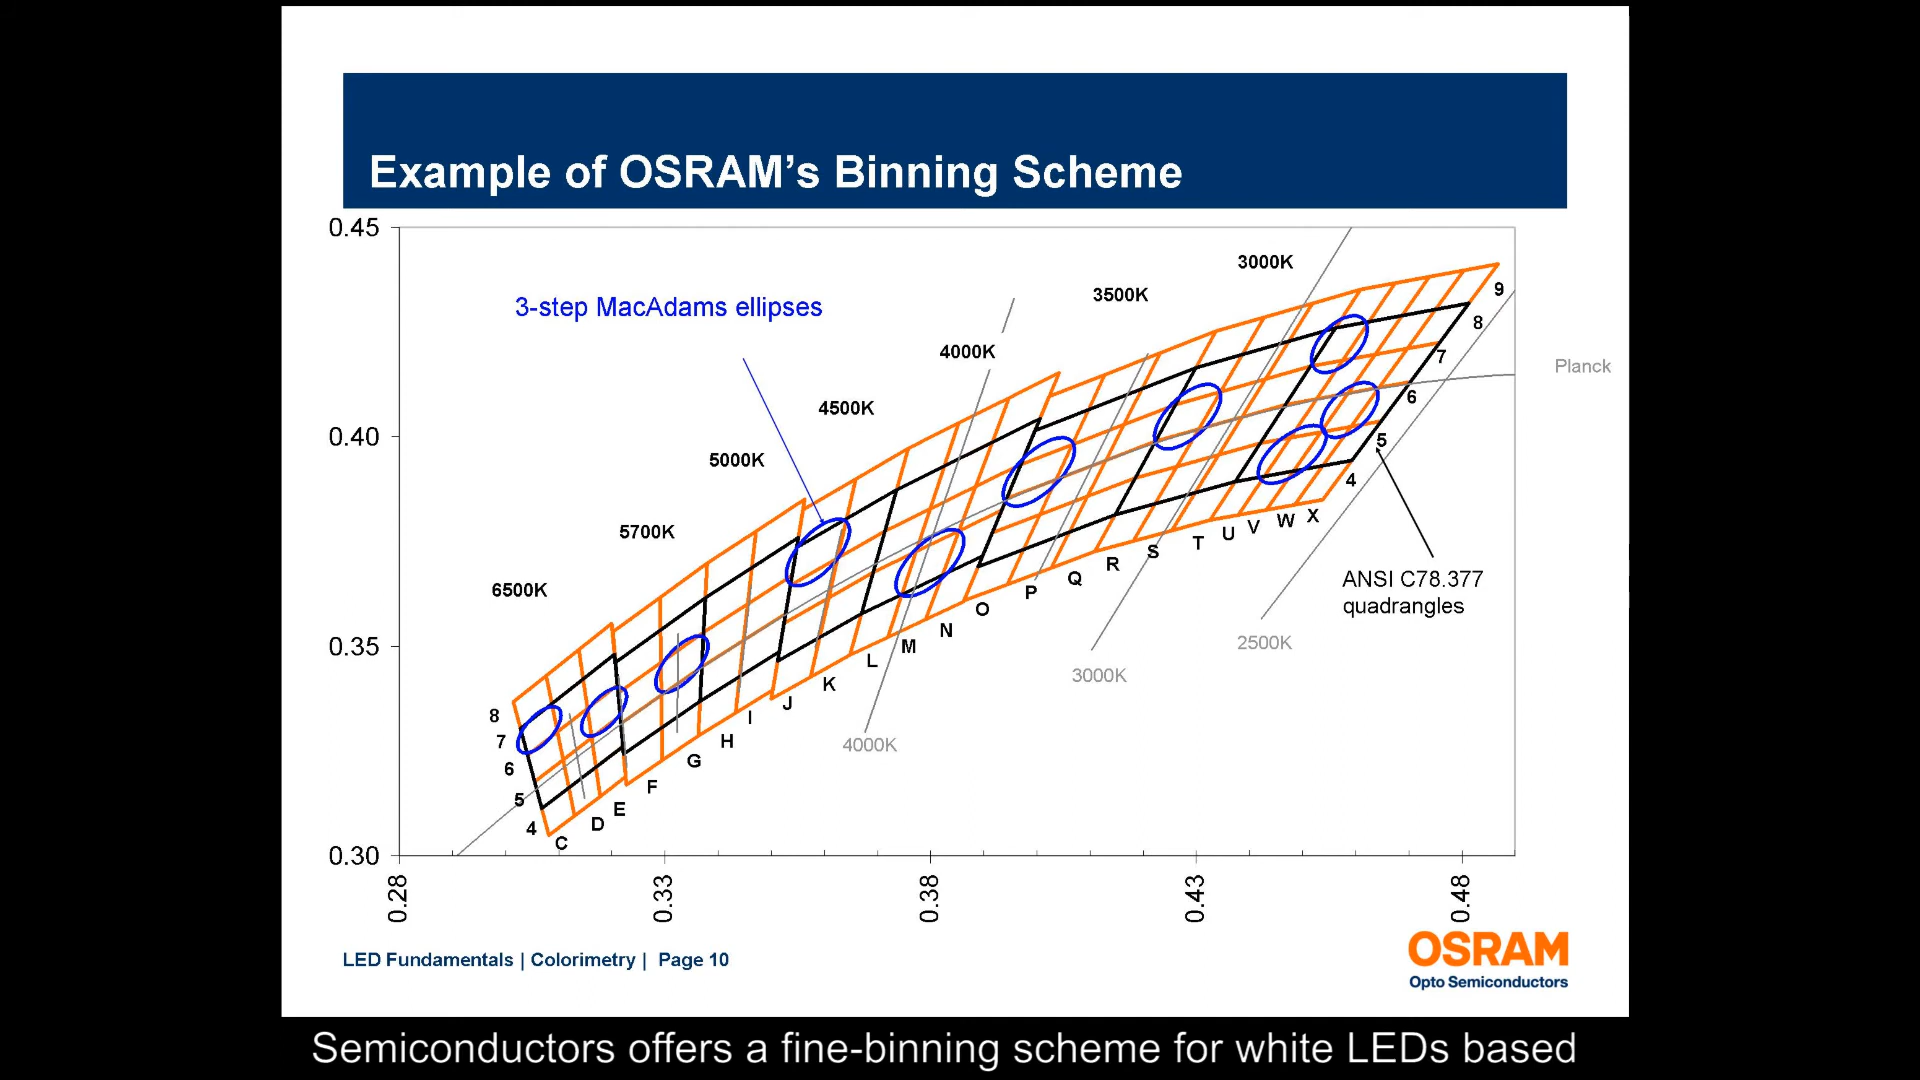 Example of OSRAM's Binning Scheme
0.45
3000K
9
3500K
3-step MacAdams ellipses
8
4000K
7
Planck
4500K
6
0.40
5
5000K
4
5700K
X
W
V
U
T
S
R
Q
P
O
N
M
L
K
J
I
H
G
F
E
D
C
ANSI C78.377
quadrangles
6500K
2500K
0.35
3000K
4000K
8
7
6
5
4
0.30
0.28
0.33
0.38
0.43
0.48
LED Fundamentals | Colorimetry | Page 10
OSRAM
Opto Semiconductors
Semiconductors offers a fine-binning scheme for white LEDs based